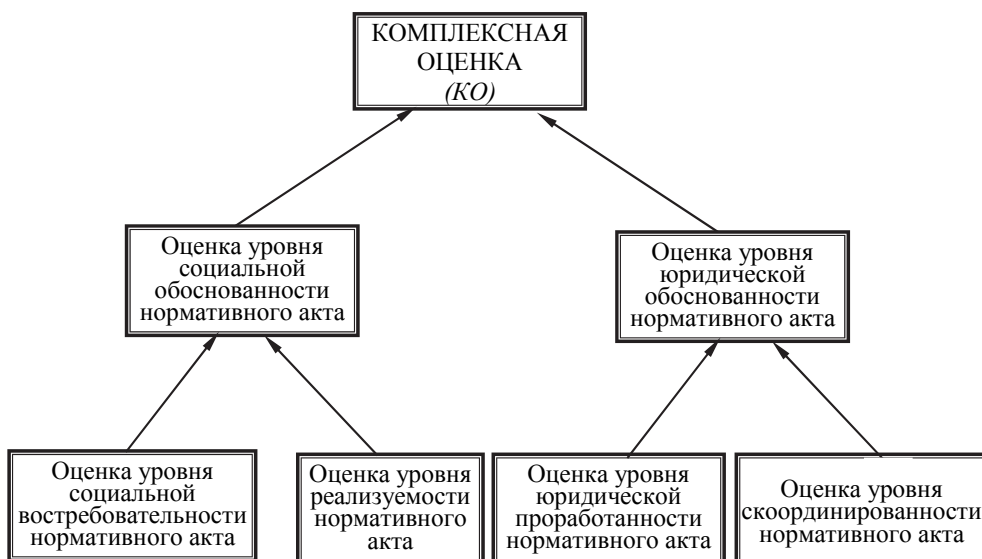 КОМПЛЕКСНАЯ
ОЦЕНКА
(КО)
Оценка уровня
социальной
обоснованности
нормативного акта
Оценка уровня
юридической
обоснованности
нормативного акта
Оценка уровня
социальной
востребовательности
нормативного акта
Оценка уровня
реализуемости
нормативного
акта
Оценка уровня
юридической
проработанности
нормативного акта
Оценка уровня
скоординированности
нормативного акта